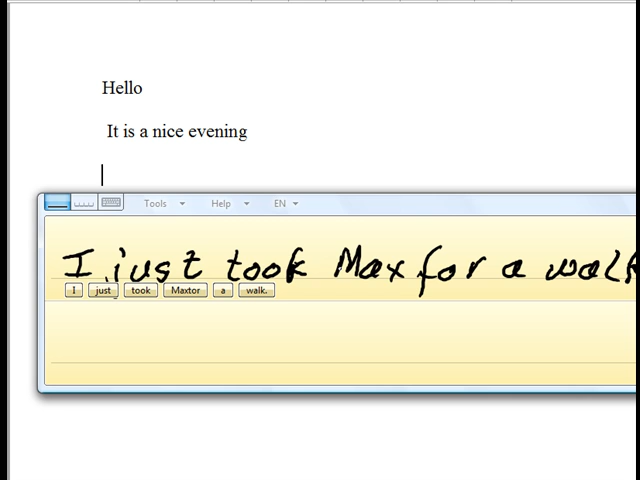 Hello
It is a nice evening
Tools Help EN
I just took Max for a walk
I just took Maxtor a walk.